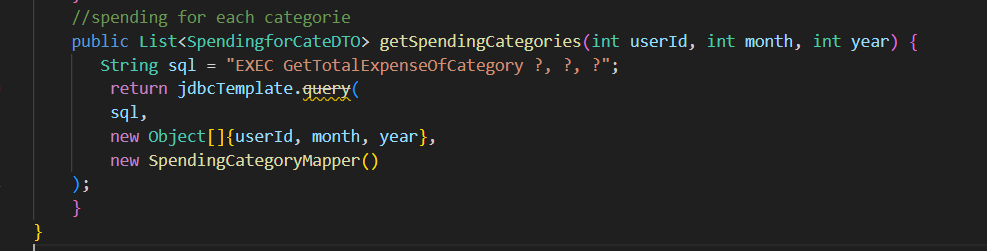 //spending for each categorie
public List<SpendingforCateDTO> getSpendingCategories(int userId, int month, int year) {
String sql = "EXEC GetTotalExpenseOfCategory ?, ?, ?";
return jdbcTemplate.query(
sql,
new Object[]{userId, month, year},
new SpendingCategoryMapper()
);
}
}